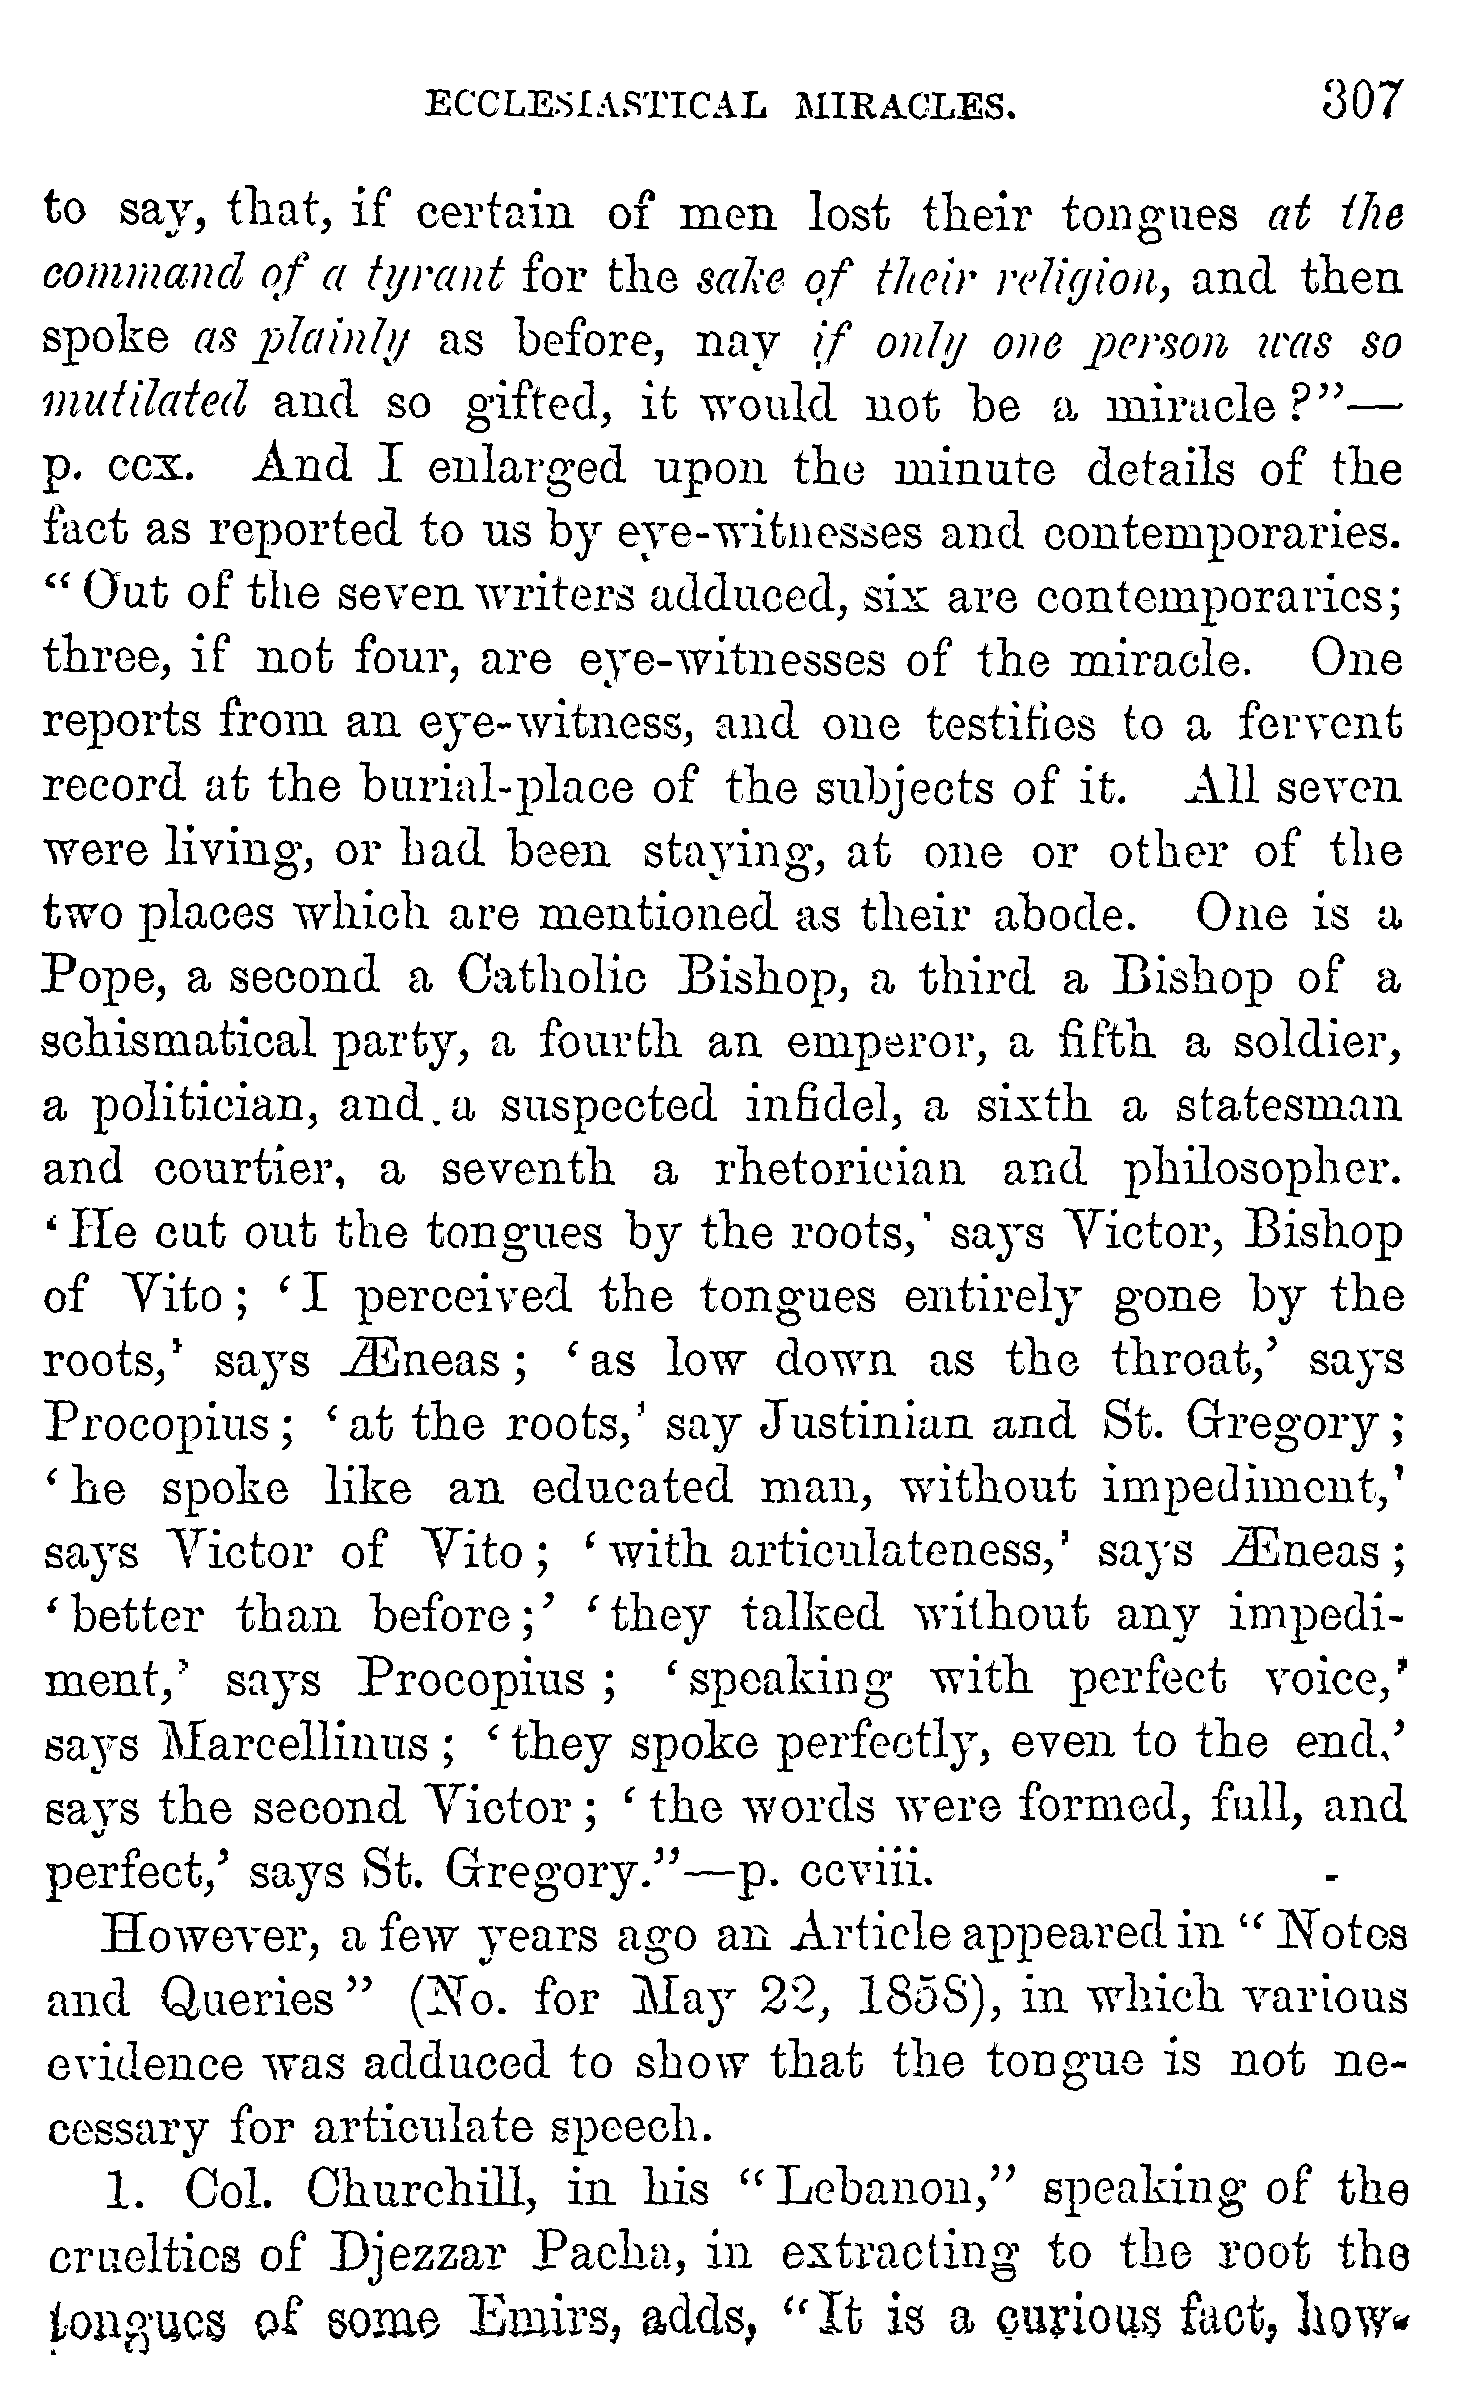 ECCLESIASTICAL MIRACLES. 307
to say, that, if certain of men lost their tongues at the
command of a tyrant for the sake of their religion, and then
spoke as plainly as before, nay if only one person was so
mutilated and so gifted, it would not be a miracle?"—
p. ccx. And I enlarged upon the minute details of the
fact as reported to us by eye-witnesses and contemporaries.
"Out of the seven writers adduced, six are contemporaries;
three, if not four, are eye-witnesses of the miracle. One
reports from an eye-witness, and one testifies to a fervent
record at the burial-place of the subjects of it. All seven
were living, or had been staying, at one or other of the
two places which are mentioned as their abode. One is a
Pope, a second a Catholic Bishop, a third a Bishop of a
schismatical party, a fourth an emperor, a fifth a soldier,
a politician, and a suspected infidel, a sixth a statesman
and courtier, a seventh a rhetorician and philosopher.
'He cut out the tongues by the roots,' says Victor, Bishop
of Vito; 'I perceived the tongues entirely gone by the
roots,' says Æneas; 'as low down as the throat,' says
Procopius; 'at the roots,' say Justinian and St. Gregory;
'he spoke like an educated man, without impediment,'
says Victor of Vito; 'with articulateness,' says Æneas;
'better than before;' 'they talked without any impedi-
ment,' says Procopius; 'speaking with perfect voice,'
says Marcellinus; 'they spoke perfectly, even to the end,'
says the second Victor; 'the words were formed, full, and
perfect,' says St. Gregory."—p. ccviii.
However, a few years ago an Article appeared in "Notes
and Queries" (No. for May 22, 1858), in which various
evidence was adduced to show that the tongue is not ne-
cessary for articulate speech.
1. Col. Churchill, in his "Lebanon," speaking of the
cruelties of Djezzar Pacha, in extracting to the root the
tongues of some Emirs, adds, "It is a curious fact, how-